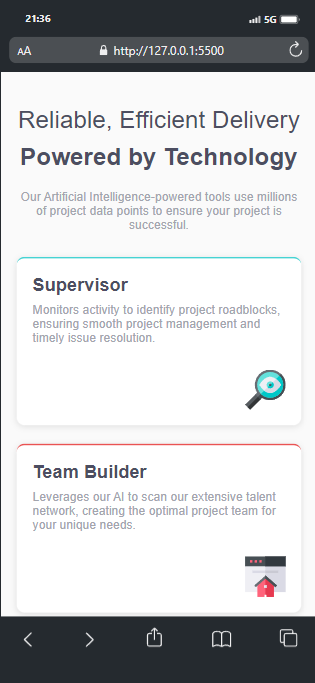 21:36
5G
AA
http://127.0.0.1:5500
Reliable, Efficient Delivery
Powered by Technology
Our Artificial Intelligence-powered tools use millions
of project data points to ensure your project is
successful.
Supervisor
Monitors activity to identify project roadblocks,
ensuring smooth project management and
timely issue resolution.
Team Builder
Leverages our AI to scan our extensive talent
network, creating the optimal project team for
your unique needs.